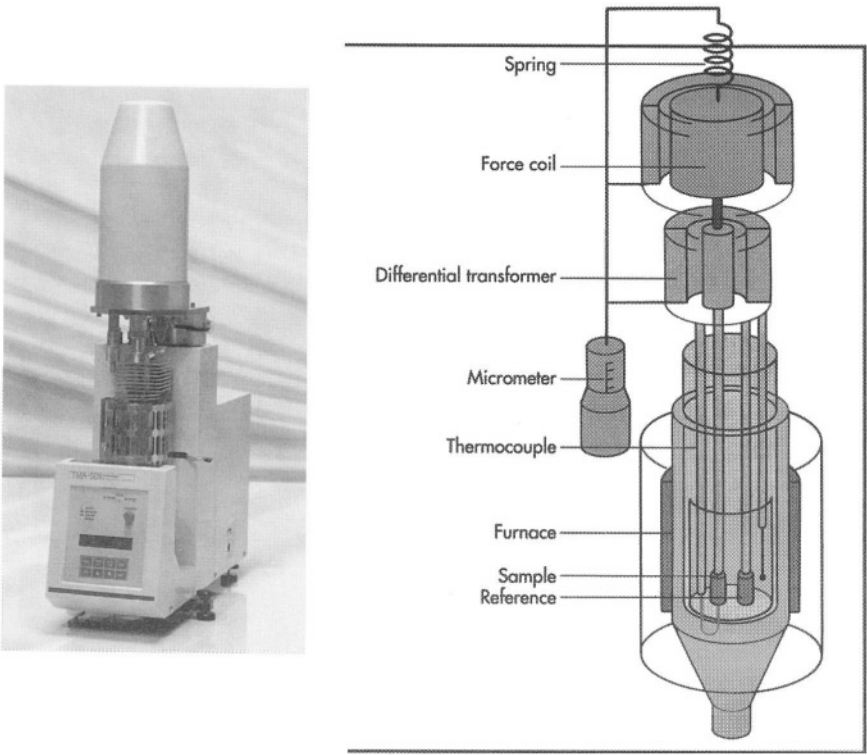 Spring
Force coil
Differential transformer
Micrometer
Thermocouple
Furnace
Sample
Reference